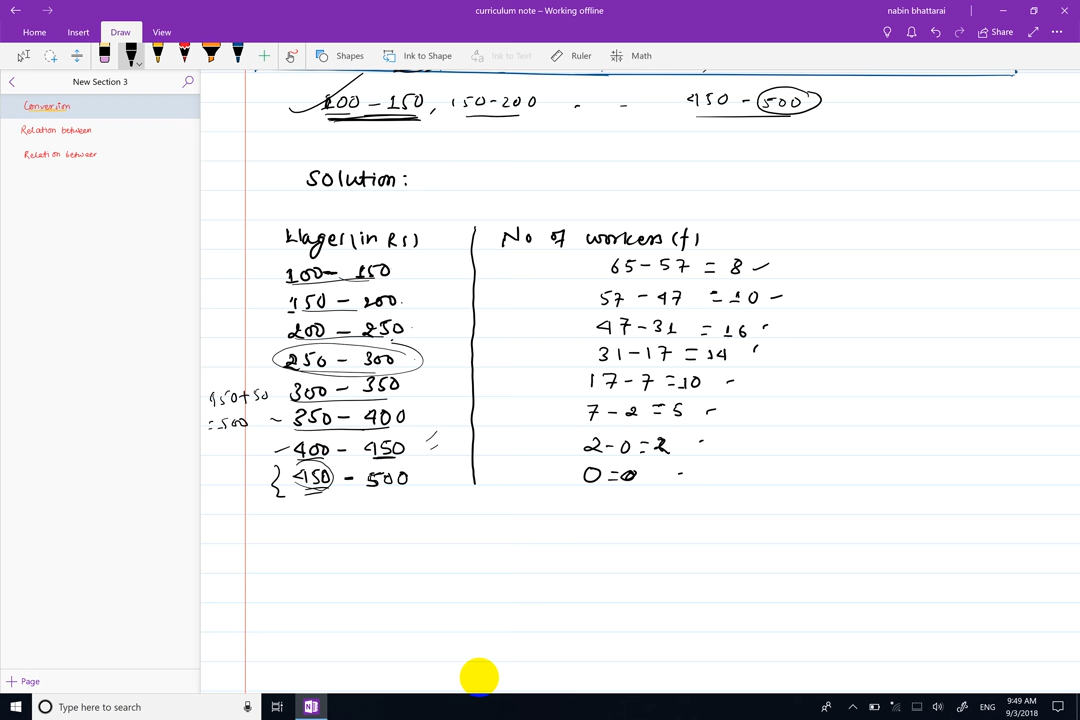 curriculum note – Working offline
nabin bhattarai
Home Insert Draw View
Share
Shapes Ink to Shape Ink to Text Ruler Math
New Section 3
Conversion
Relation between
Relation between
100 – 150, 150-200 - - 450 - 500
Solution:
Wages (in Rs) No of workers (f)
100 - 150 65 - 57 = 8
150 - 200 57 - 47 = 10
200 - 250 47 - 31 = 16
250 - 300 31 - 17 = 14
300 - 350 17 - 7 = 10
450+50
350 - 400 7 - 2 = 5
=500
400 - 450 2 - 0 = 2
450 - 500 0 = 0
Page
Type here to search
ENG
9:49 AM
9/3/2018